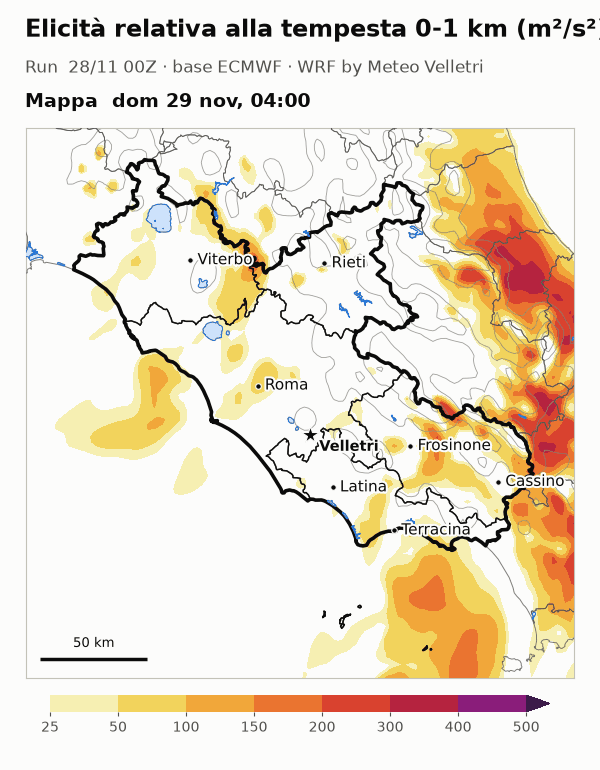 Elicità relativa alla tempesta 0-1 km (m²/s²)
Run 28/11 00Z · base ECMWF · WRF by Meteo Velletri
Mappa dom 29 nov, 04:00
Viterbo
Rieti
Roma
Velletri
Frosinone
Latina
Cassino
Terracina
50 km
25 50 100 150 200 300 400 500